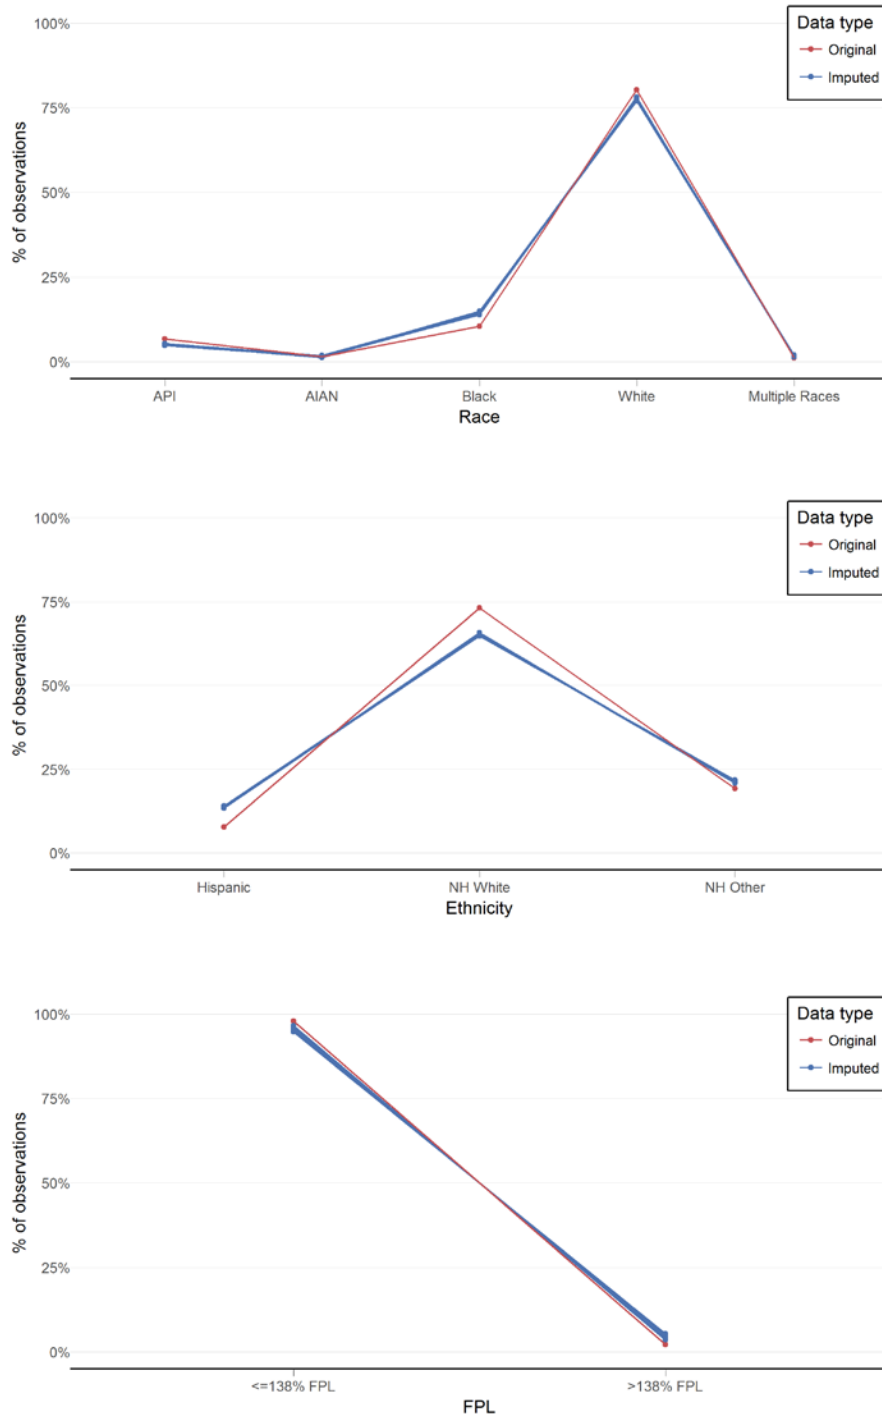 100%
75%
50%
25%
0%
% of observations
API AIAN Black White Multiple Races
Race
Data type
Original
Imputed
100%
75%
50%
25%
0%
% of observations
Hispanic NH White NH Other
Ethnicity
Data type
Original
Imputed
100%
75%
50%
25%
0%
% of observations
<=138% FPL >138% FPL
FPL
Data type
Original
Imputed